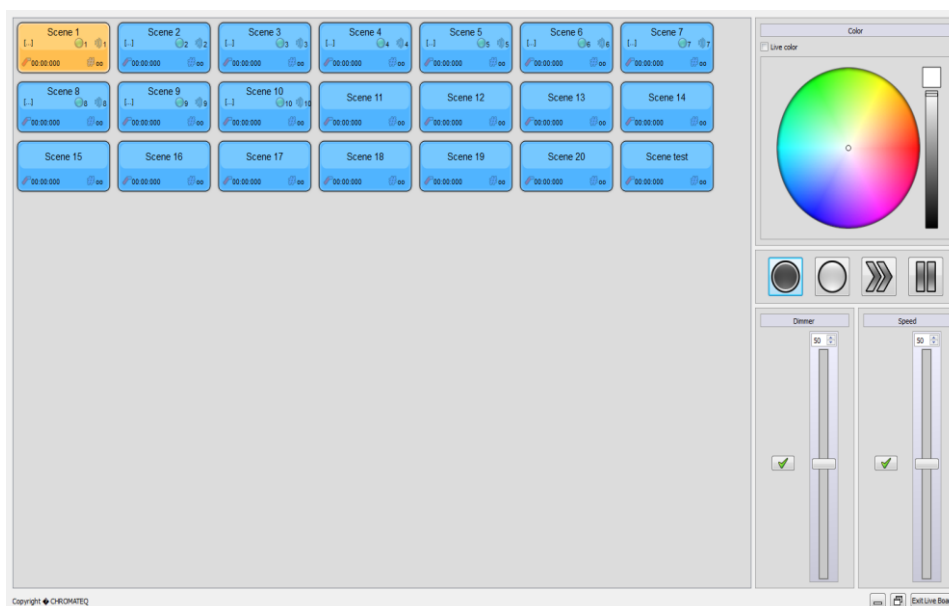 Scene 1
[...] 1 1
00:00:000 oo
Scene 2
[...] 2 2
00:00:000 oo
Scene 3
[...] 3 3
00:00:000 oo
Scene 4
[...] 4 4
00:00:000 oo
Scene 5
[...] 5 5
00:00:000 oo
Scene 6
[...] 6 6
00:00:000 oo
Scene 7
[...] 7 7
00:00:000 oo
Scene 8
[...] 8 8
00:00:000 oo
Scene 9
[...] 9 9
00:00:000 oo
Scene 10
[...] 10 10
00:00:000 oo
Scene 11
00:00:000 oo
Scene 12
00:00:000 oo
Scene 13
00:00:000 oo
Scene 14
00:00:000 oo
Scene 15
00:00:000 oo
Scene 16
00:00:000 oo
Scene 17
00:00:000 oo
Scene 18
00:00:000 oo
Scene 19
00:00:000 oo
Scene 20
00:00:000 oo
Scene test
00:00:000 oo
Color
Live color
Dimmer
50
Speed
50
Copyright � CHROMATEQ
Exit Live Boa